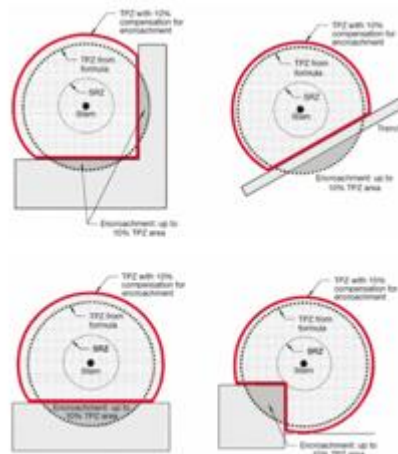 TPZ with 10%
compensation for
encroachment
TPZ from
formula
SRZ
Stem
Encroachment: up to
10% TPZ area
TPZ with 10%
compensation for
encroachment
TPZ from
formula
SRZ
Stem
Trench
Encroachment: up to
10% TPZ area
TPZ with 10%
compensation for
encroachment
TPZ from
formula
SRZ
Stem
Encroachment: up to
10% TPZ area
TPZ with 10%
compensation for
encroachment
TPZ from
formula
SRZ
Stem
Encroachment: up to
10% TPZ area